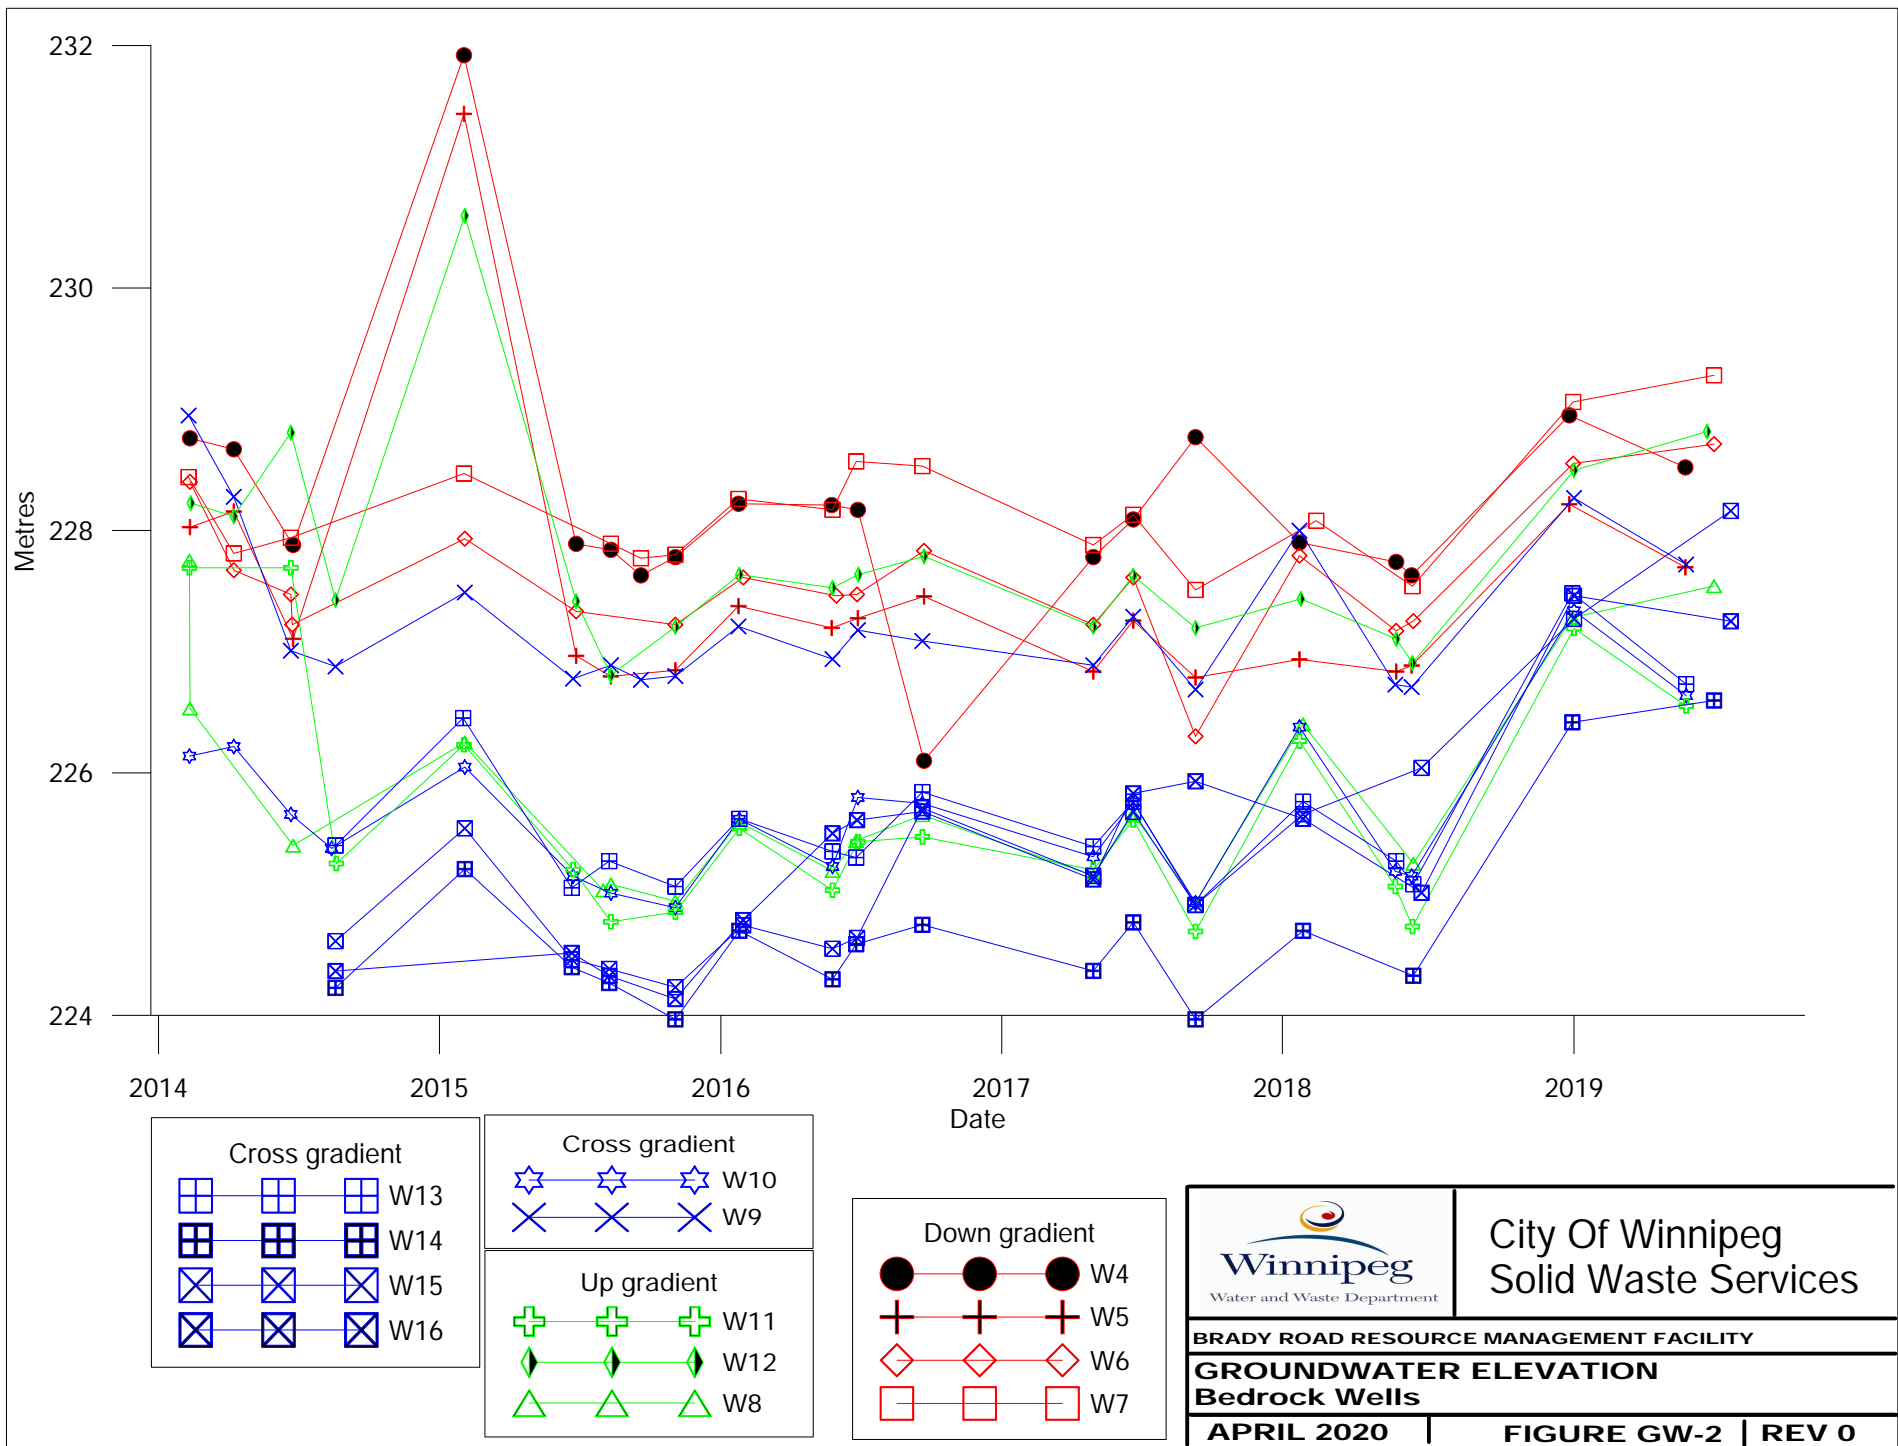 232
230
228
226
224
Metres
2014
2015
2016
2017
2018
2019
Date
Cross gradient
W13
W14
W15
W16
Cross gradient
W10
W9
Up gradient
W11
W12
W8
Down gradient
W4
W5
W6
W7
Winnipeg
Water and Waste Department
City Of Winnipeg
Solid Waste Services
BRADY ROAD RESOURCE MANAGEMENT FACILITY
GROUNDWATER ELEVATION
Bedrock Wells
APRIL 2020
FIGURE GW-2
REV 0